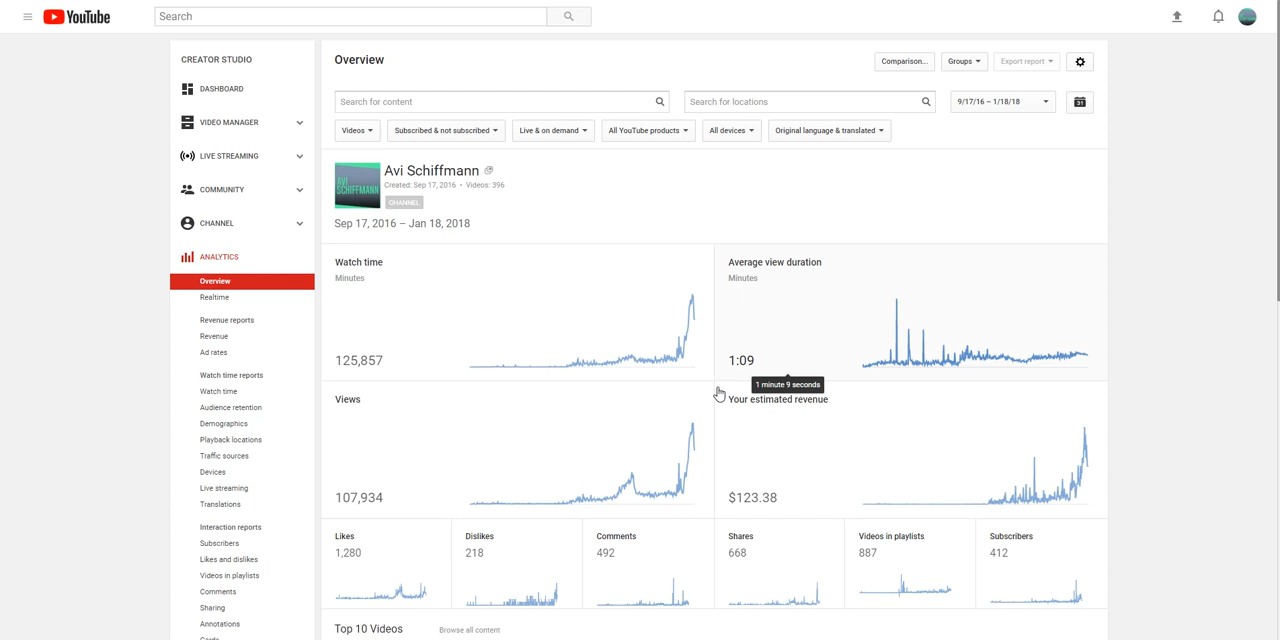 YouTube
Search
CREATOR STUDIO
DASHBOARD
VIDEO MANAGER
LIVE STREAMING
COMMUNITY
CHANNEL
ANALYTICS
Overview
Realtime
Revenue reports
Revenue
Ad rates
Watch time reports
Watch time
Audience retention
Demographics
Playback locations
Traffic sources
Devices
Live streaming
Translations
Interaction reports
Subscribers
Likes and dislikes
Videos in playlists
Comments
Sharing
Annotations
Cards
Overview
Comparison...
Groups
Export report
Search for content
Search for locations
9/17/16 – 1/18/18
31
Videos
Subscribed & not subscribed
Live & on demand
All YouTube products
All devices
Original language & translated
AVI
SCHIFFMANN
Avi Schiffmann
Created: Sep 17, 2016 • Videos: 396
CHANNEL
Sep 17, 2016 – Jan 18, 2018
Watch time
Minutes
125,857
Average view duration
Minutes
1:09
1 minute 9 seconds
Views
107,934
Your estimated revenue
$123.38
Likes
1,280
Dislikes
218
Comments
492
Shares
668
Videos in playlists
887
Subscribers
412
Top 10 Videos
Browse all content